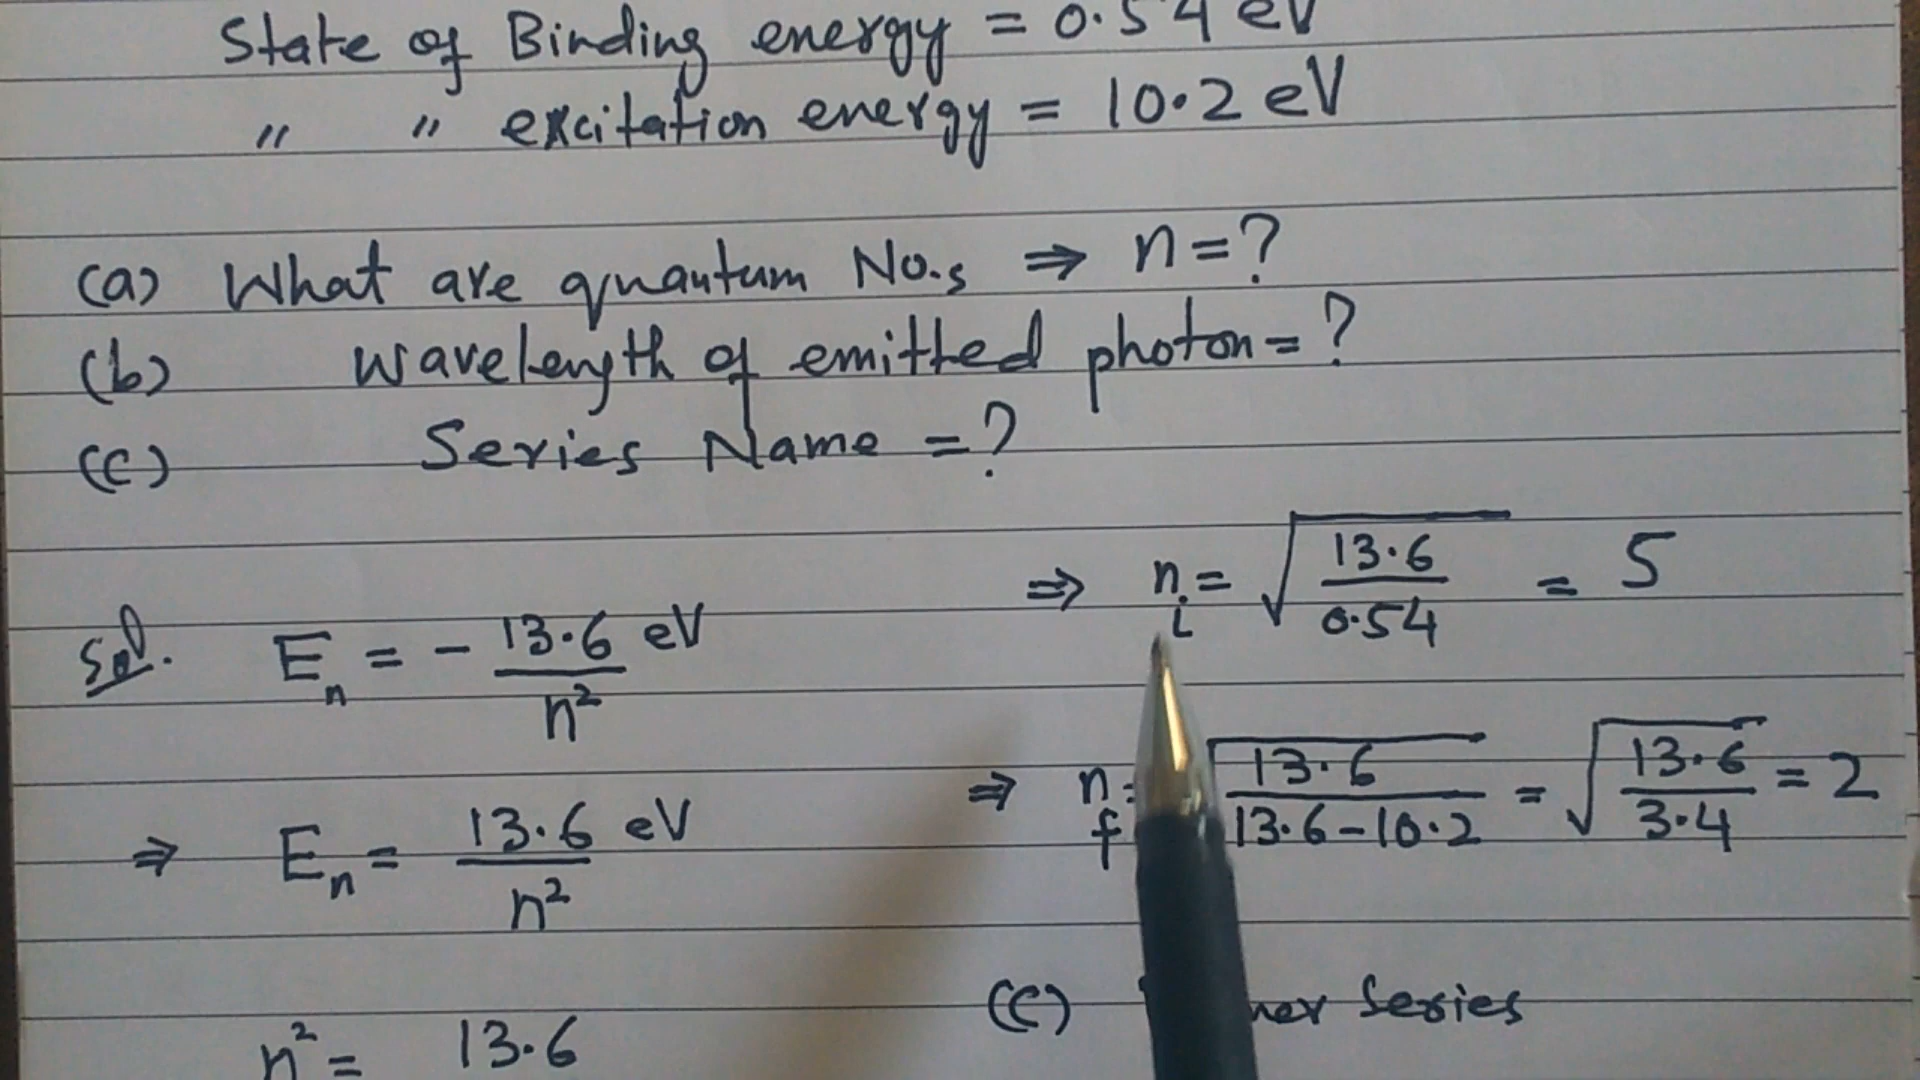 State of Binding energy = 0.54 eV
" " excitation energy = 10.2 eV
(a) What are quantum No.s ⇒ n=?
(b) wavelength of emitted photon=?
(c) Series Name =?
Sol. Eₙ = - 13.6 eV / n²
⇒ Eₙ = 13.6 eV / n²
n² = 13.6
⇒ nᵢ = √(13.6 / 0.54) = 5
⇒ n_f √(13.6 / 13.6-10.2) = √(13.6 / 3.4) = 2
(c) Series